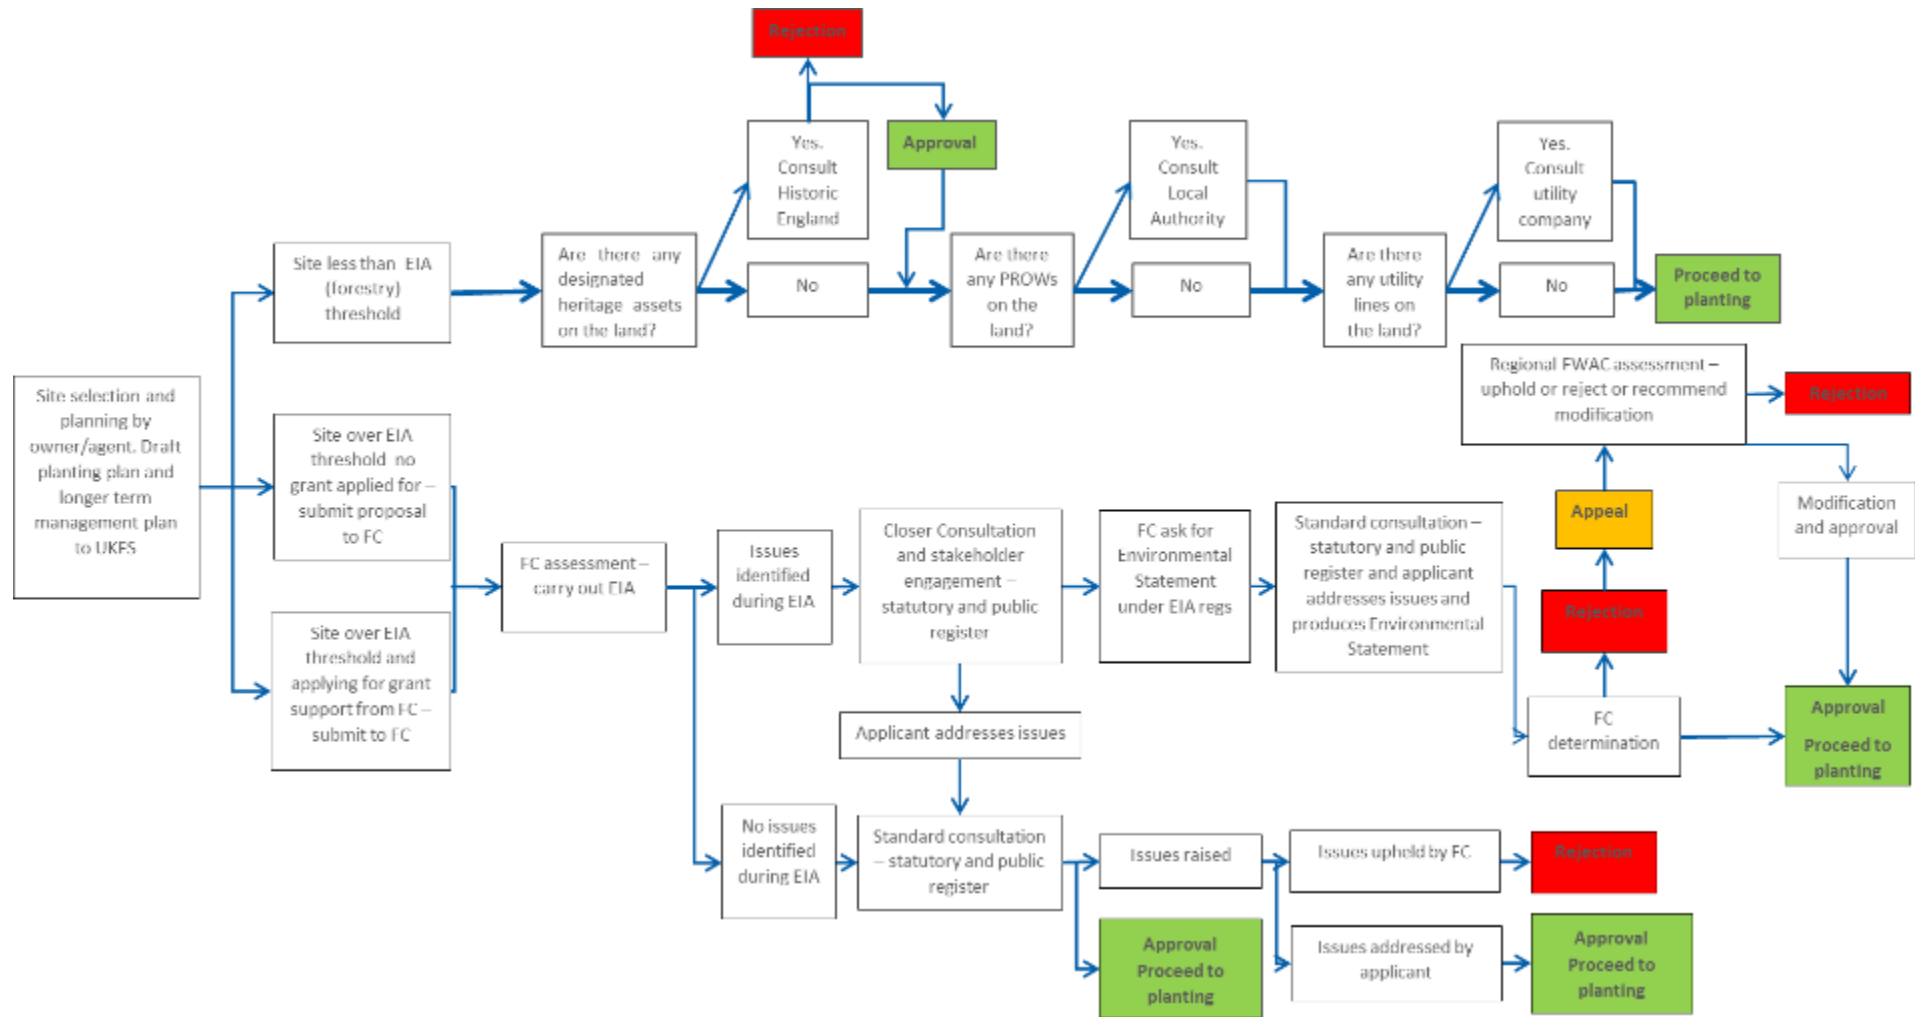 Rejection
Yes.
Consult
Historic
England
Approval
Yes.
Consult
Local
Authority
Yes.
Consult
utility
company
Site less than EIA
(forestry)
threshold
Are there any
designated
heritage assets
on the land?
No
Are there
any PROWs
on the
land?
No
Are there
any utility
lines on
the land?
No
Proceed to
planting
Site selection and
planning by
owner/agent. Draft
planting plan and
longer term
management plan
to UKFS
Site over EIA
threshold no
grant applied for –
submit proposal
to FC
Site over EIA
threshold and
applying for grant
support from FC –
submit to FC
FC assessment –
carry out EIA
Issues
identified
during EIA
Closer Consultation
and stakeholder
engagement –
statutory and public
register
FC ask for
Environmental
Statement
under EIA regs
Standard consultation –
statutory and public
register and applicant
addresses issues and
produces Environmental
Statement
Regional FWAC assessment –
uphold or reject or recommend
modification
Rejection
Appeal
Modification
and approval
Rejection
FC
determination
Approval
Proceed to
planting
Applicant addresses issues
No issues
identified
during EIA
Standard consultation
– statutory and public
register
Issues raised
Issues upheld by FC
Rejection
Approval
Proceed to
planting
Issues addressed by
applicant
Approval
Proceed to
planting